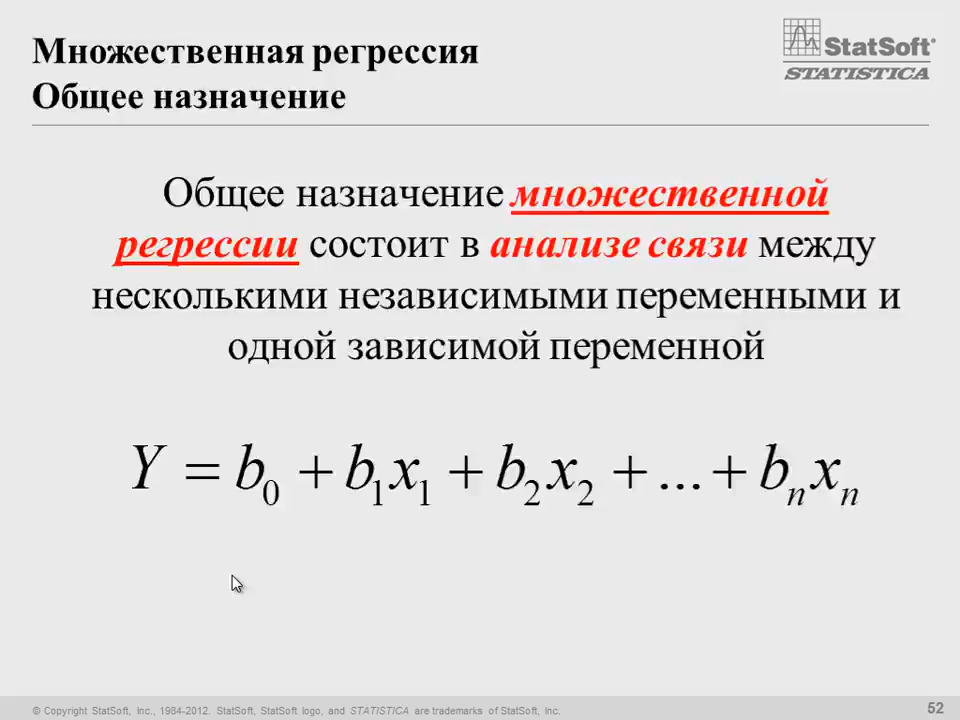 Множественная регрессия
Общее назначение
StatSoft®
STATISTICA
Общее назначение множественной
регрессии состоит в анализе связи между
несколькими независимыми переменными и
одной зависимой переменной
Y = b₀ + b₁x₁ + b₂x₂ + ... + bₙxₙ
© Copyright StatSoft, Inc., 1984-2012. StatSoft, StatSoft logo, and STATISTICA are trademarks of StatSoft, Inc.
52